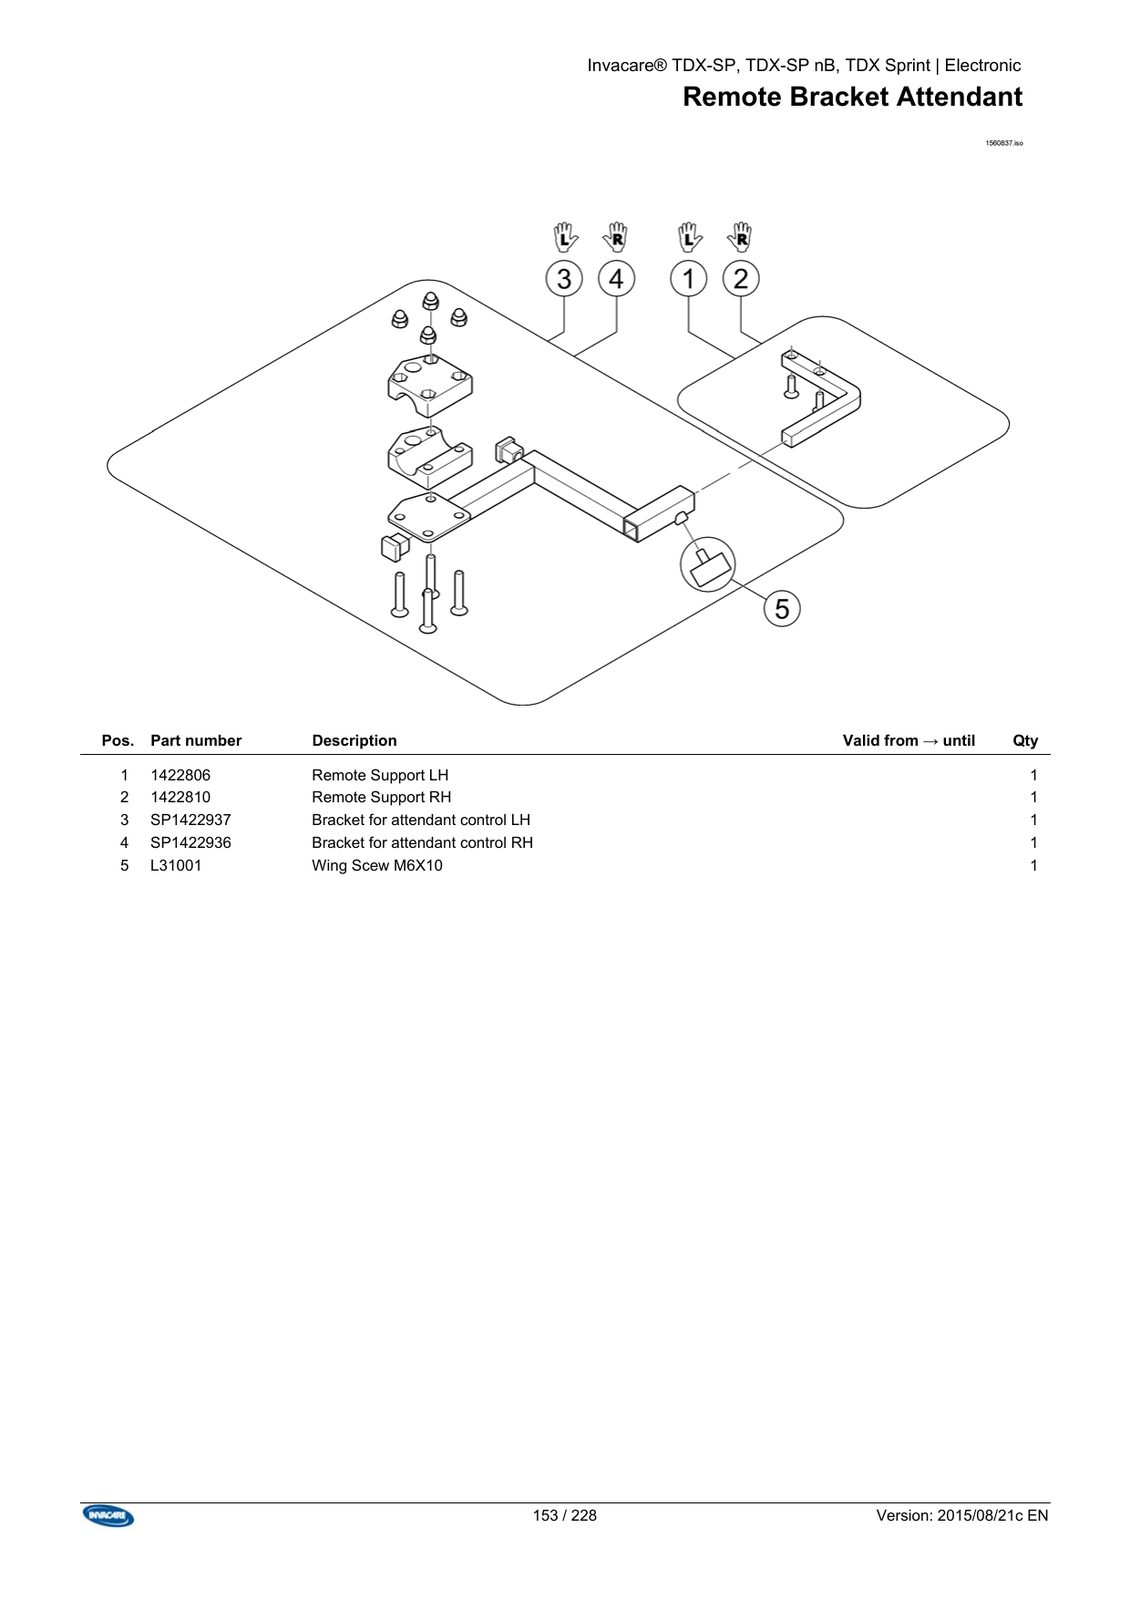 Invacare® TDX-SP, TDX-SP nB, TDX Sprint | Electronic
Remote Bracket Attendant
1560837.iso
L R L R
3 4 1 2
5
Pos. Part number Description Valid from → until Qty
1 1422806 Remote Support LH 1
2 1422810 Remote Support RH 1
3 SP1422937 Bracket for attendant control LH 1
4 SP1422936 Bracket for attendant control RH 1
5 L31001 Wing Scew M6X10 1
INVACARE 153 / 228 Version: 2015/08/21c EN